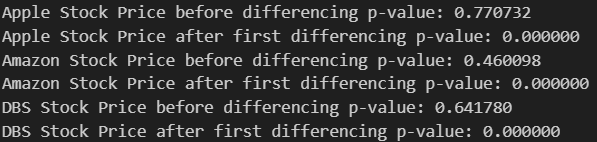 Apple Stock Price before differencing p-value: 0.770732
Apple Stock Price after first differencing p-value: 0.000000
Amazon Stock Price before differencing p-value: 0.460098
Amazon Stock Price after first differencing p-value: 0.000000
DBS Stock Price before differencing p-value: 0.641780
DBS Stock Price after first differencing p-value: 0.000000